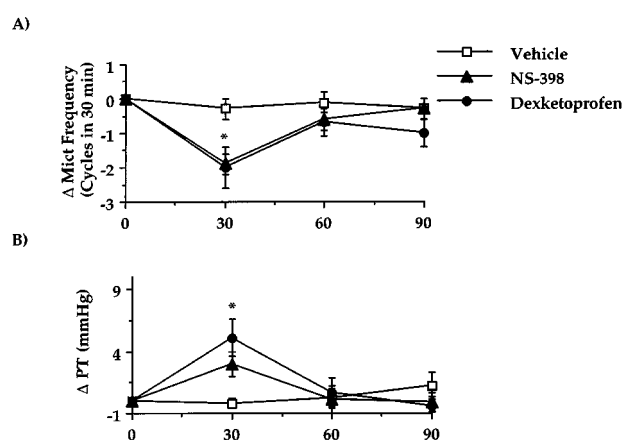 A)
Δ Mict Frequency
(Cycles in 30 min)
1
0
-1
-2
-3
*
0 30 60 90
Vehicle
NS-398
Dexketoprofen
B)
Δ PT (mmHg)
9
4
-1
*
0 30 60 90